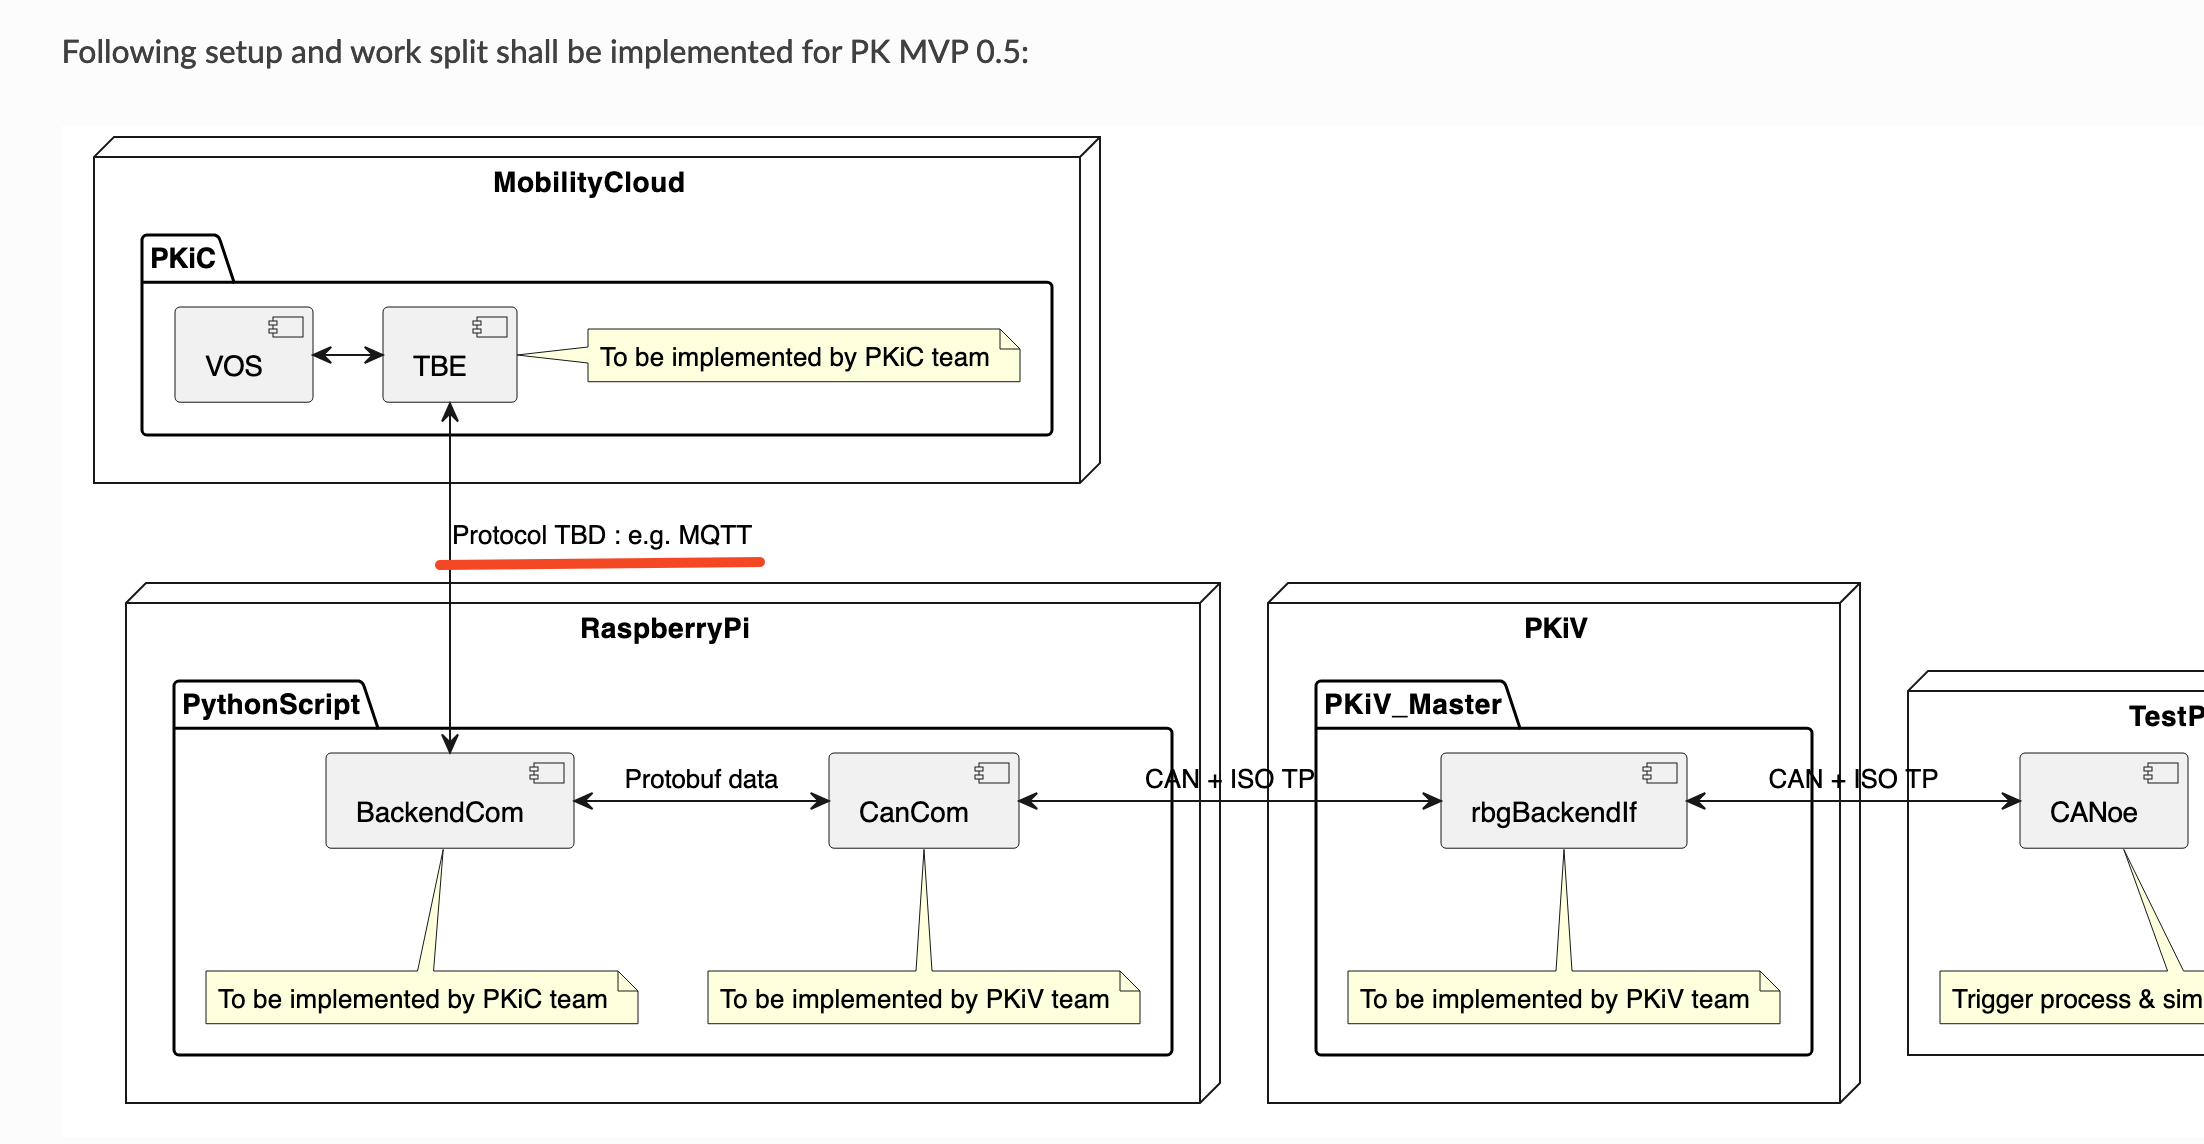 Following setup and work split shall be implemented for PK MVP 0.5:
MobilityCloud
PKiC
VOS
TBE
To be implemented by PKiC team
Protocol TBD : e.g. MQTT
RaspberryPi
PythonScript
BackendCom
Protobuf data
CanCom
To be implemented by PKiC team
To be implemented by PKiV team
CAN + ISO TP
PKiV
PKiV_Master
rbgBackendIf
To be implemented by PKiV team
CAN + ISO TP
TestP
CANoe
Trigger process & sim